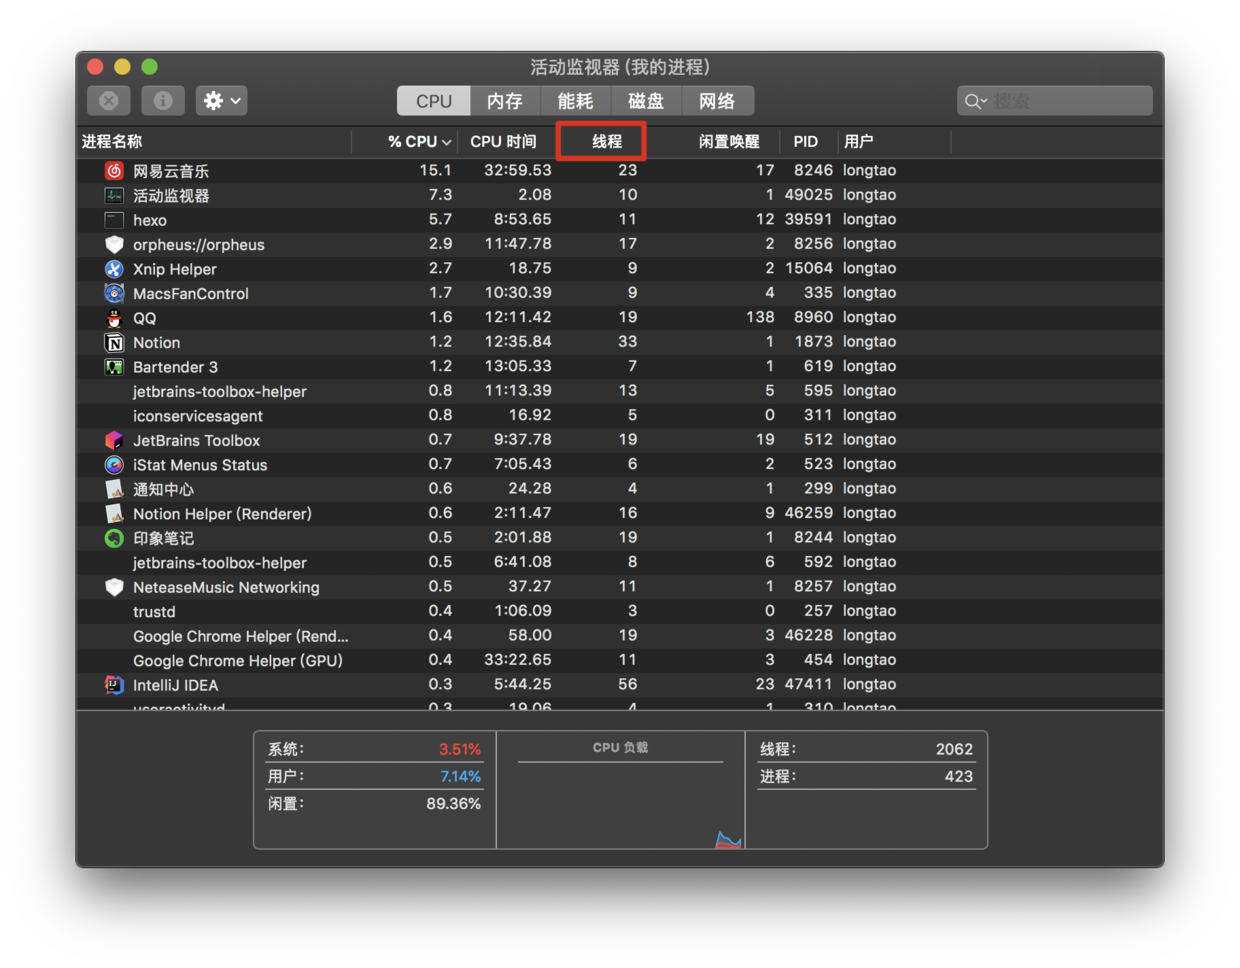 活动监视器 (我的进程)
CPU 内存 能耗 磁盘 网络 搜索
进程名称 % CPU CPU 时间 线程 闲置唤醒 PID 用户
网易云音乐 15.1 32:59.53 23 17 8246 longtao
活动监视器 7.3 2.08 10 1 49025 longtao
hexo 5.7 8:53.65 11 12 39591 longtao
orpheus://orpheus 2.9 11:47.78 17 2 8256 longtao
Xnip Helper 2.7 18.75 9 2 15064 longtao
MacsFanControl 1.7 10:30.39 9 4 335 longtao
QQ 1.6 12:11.42 19 138 8960 longtao
Notion 1.2 12:35.84 33 1 1873 longtao
Bartender 3 1.2 13:05.33 7 1 619 longtao
jetbrains-toolbox-helper 0.8 11:13.39 13 5 595 longtao
iconservicesagent 0.8 16.92 5 0 311 longtao
JetBrains Toolbox 0.7 9:37.78 19 19 512 longtao
iStat Menus Status 0.7 7:05.43 6 2 523 longtao
通知中心 0.6 24.28 4 1 299 longtao
Notion Helper (Renderer) 0.6 2:11.47 16 9 46259 longtao
印象笔记 0.5 2:01.88 19 1 8244 longtao
jetbrains-toolbox-helper 0.5 6:41.08 8 6 592 longtao
NeteaseMusic Networking 0.5 37.27 11 1 8257 longtao
trustd 0.4 1:06.09 3 0 257 longtao
Google Chrome Helper (Rend... 0.4 58.00 19 3 46228 longtao
Google Chrome Helper (GPU) 0.4 33:22.65 11 3 454 longtao
IntelliJ IDEA 0.3 5:44.25 56 23 47411 longtao
useractivityd 0.3 19.06 4 1 310 longtao
系统: 3.51% CPU 负载 线程: 2062
用户: 7.14% 进程: 423
闲置: 89.36%